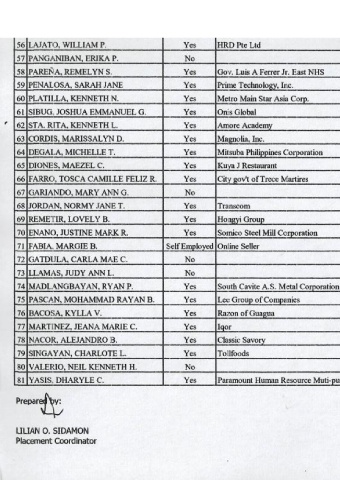 56 LAJATO, WILLIAM P. Yes HRD Pte Ltd
57 PANGANIBAN, ERIKA P. No
58 PAREÑA, REMELYN S. Yes Gov. Luis A Ferrer Jr. East NHS
59 PENALOSA, SARAH JANE Yes Prime Technology, Inc.
60 PLATILLA, KENNETH N. Yes Metro Main Star Asia Corp.
61 SIBUG, JOSHUA EMMANUEL G. Yes Onis Global
62 STA. RITA, KENNETH L. Yes Amore Academy
63 CORDIS, MARISSALYN D. Yes Magnolia, Inc.
64 DEGALA, MICHELLE T. Yes Mitsuba Philippines Corporation
65 DIONES, MAEZEL C. Yes Kuya J Restaurant
66 FARRO, TOSCA CAMILLE FELIZ R. Yes City gov't of Trece Martires
67 GARIANDO, MARY ANN G. No
68 JORDAN, NORMY JANE T. Yes Transcom
69 REMETIR, LOVELY B. Yes Hongyi Group
70 ENANO, JUSTINE MARK R. Yes Somico Steel Mill Corporation
71 FABIA, MARGIE B. Self Employed Online Seller
72 GATDULA, CARLA MAE C. No
73 LLAMAS, JUDY ANN L. No
74 MADLANGBAYAN, RYAN P. Yes South Cavite A.S. Metal Corporation
75 PASCAN, MOHAMMAD RAYAN B. Yes Lee Group of Companies
76 BACOSA, KYLLA V. Yes Razon of Guagua
77 MARTINEZ, JEANA MARIE C. Yes Iqor
78 NACOR, ALEJANDRO B. Yes Classic Savory
79 SINGAYAN, CHARLOTE L. Yes Tollfoods
80 VALERIO, NEIL KENNETH H. No
81 YASIS, DHARYLE C. Yes Paramount Human Resource Muti-pu
Prepared by:
LILIAN O. SIDAMON
Placement Coordinator